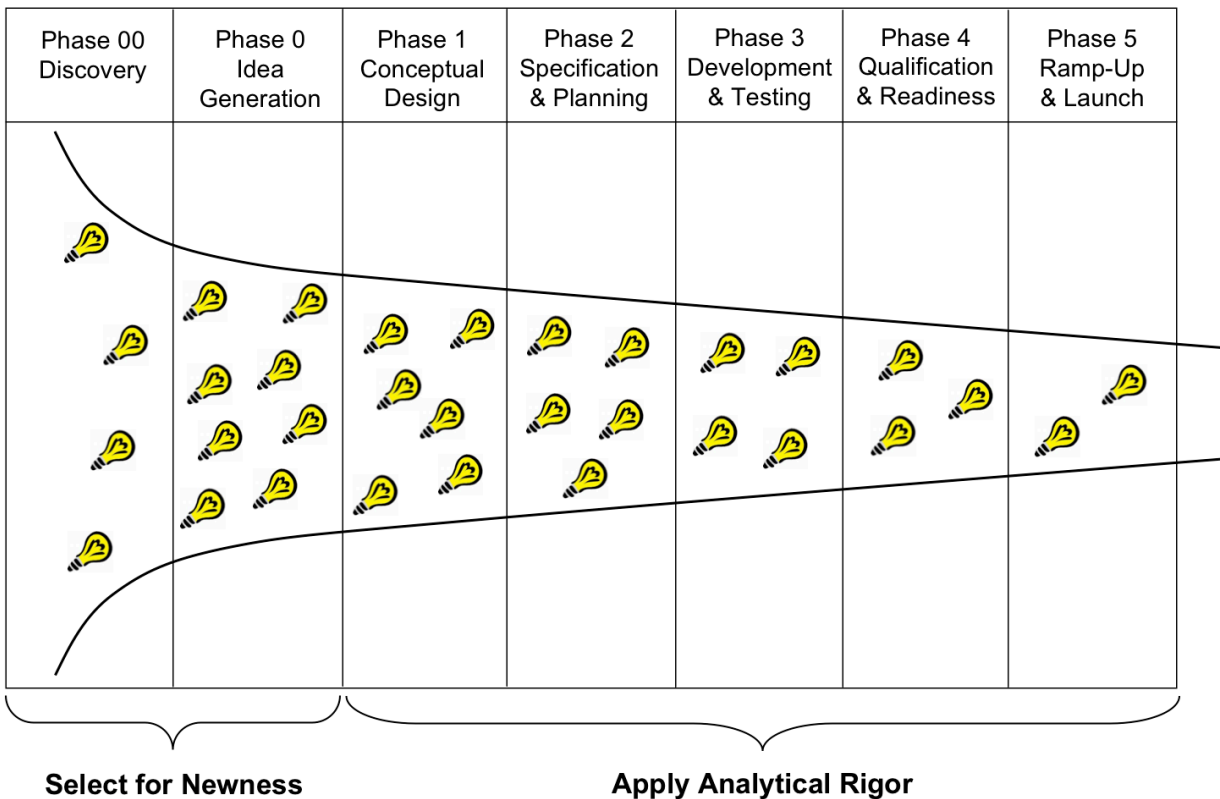 Phase 00
Discovery
Phase 0
Idea
Generation
Phase 1
Conceptual
Design
Phase 2
Specification
& Planning
Phase 3
Development
& Testing
Phase 4
Qualification
& Readiness
Phase 5
Ramp-Up
& Launch
Select for Newness
Apply Analytical Rigor